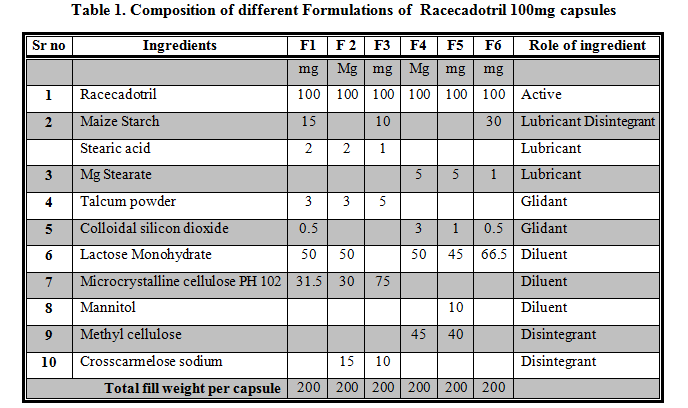 Table 1. Composition of different Formulations of Racecadotril 100mg capsules
Sr no Ingredients F1 F 2 F3 F4 F5 F6 Role of ingredient
mg Mg mg Mg mg mg
1 Racecadotril 100 100 100 100 100 100 Active
2 Maize Starch 15 10 30 Lubricant Disintegrant
Stearic acid 2 2 1 Lubricant
3 Mg Stearate 5 5 1 Lubricant
4 Talcum powder 3 3 5 Glidant
5 Colloidal silicon dioxide 0.5 3 1 0.5 Glidant
6 Lactose Monohydrate 50 50 50 45 66.5 Diluent
7 Microcrystalline cellulose PH 102 31.5 30 75 Diluent
8 Mannitol 10 Diluent
9 Methyl cellulose 45 40 Disintegrant
10 Crosscarmelose sodium 15 10 Disintegrant
Total fill weight per capsule 200 200 200 200 200 200